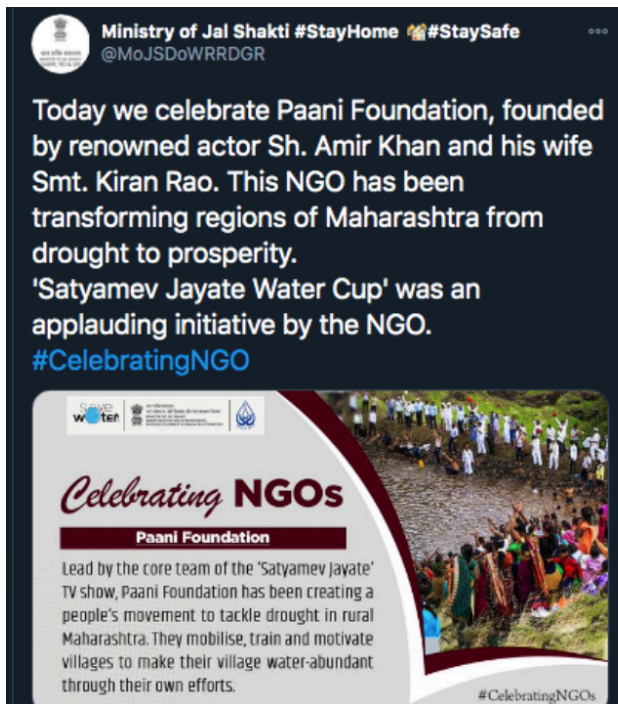 Ministry of Jal Shakti #StayHome 🏡#StaySafe
@MoJSDoWRRDGR
Today we celebrate Paani Foundation, founded
by renowned actor Sh. Amir Khan and his wife
Smt. Kiran Rao. This NGO has been
transforming regions of Maharashtra from
drought to prosperity.
'Satyamev Jayate Water Cup' was an
applauding initiative by the NGO.
#CelebratingNGO
save
water
Celebrating NGOs
Paani Foundation
Lead by the core team of the 'Satyamev Jayate'
TV show, Paani Foundation has been creating a
people's movement to tackle drought in rural
Maharashtra. They mobilise, train and motivate
villages to make their village water-abundant
through their own efforts.
#CelebratingNGOs